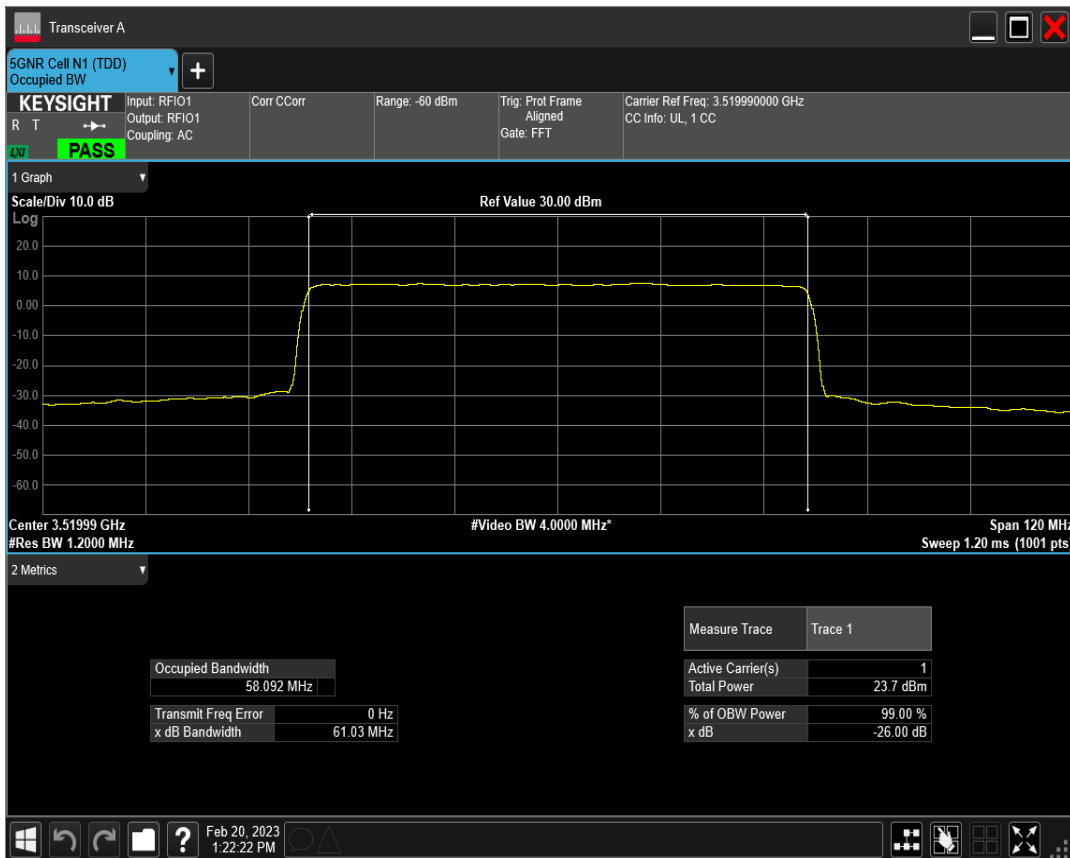 Transceiver A
5GNR Cell N1 (TDD)
Occupied BW
+
KEYSIGHT
R T
LXI
PASS
Input: RFIO1
Output: RFIO1
Coupling: AC
Corr CCorr
Range: -60 dBm
Trig: Prot Frame
Aligned
Gate: FFT
Carrier Ref Freq: 3.519990000 GHz
CC Info: UL, 1 CC
1 Graph
Scale/Div 10.0 dB
Ref Value 30.00 dBm
Log
20.0
10.0
0.00
-10.0
-20.0
-30.0
-40.0
-50.0
-60.0
Center 3.51999 GHz
#Video BW 4.0000 MHz*
Span 120 MHz
#Res BW 1.2000 MHz
Sweep 1.20 ms (1001 pts)
2 Metrics
Measure Trace Trace 1
Occupied Bandwidth
58.092 MHz
Active Carrier(s) 1
Total Power 23.7 dBm
Transmit Freq Error 0 Hz
x dB Bandwidth 61.03 MHz
% of OBW Power 99.00 %
x dB -26.00 dB
?
Feb 20, 2023
1:22:22 PM